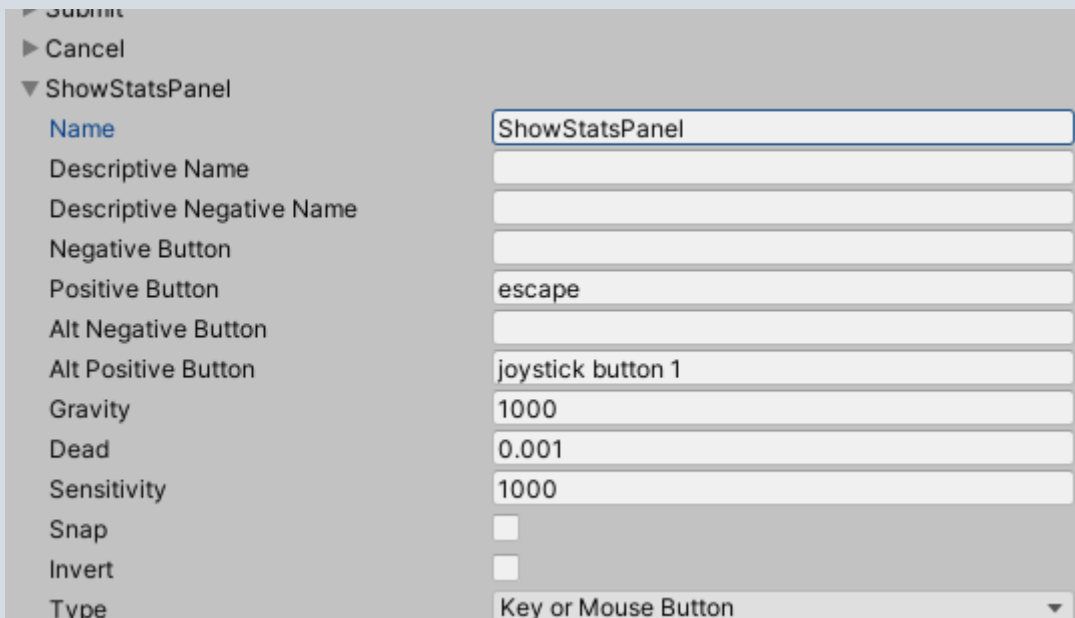 Submit
Cancel
ShowStatsPanel
Name ShowStatsPanel
Descriptive Name
Descriptive Negative Name
Negative Button
Positive Button escape
Alt Negative Button
Alt Positive Button joystick button 1
Gravity 1000
Dead 0.001
Sensitivity 1000
Snap
Invert
Type Key or Mouse Button